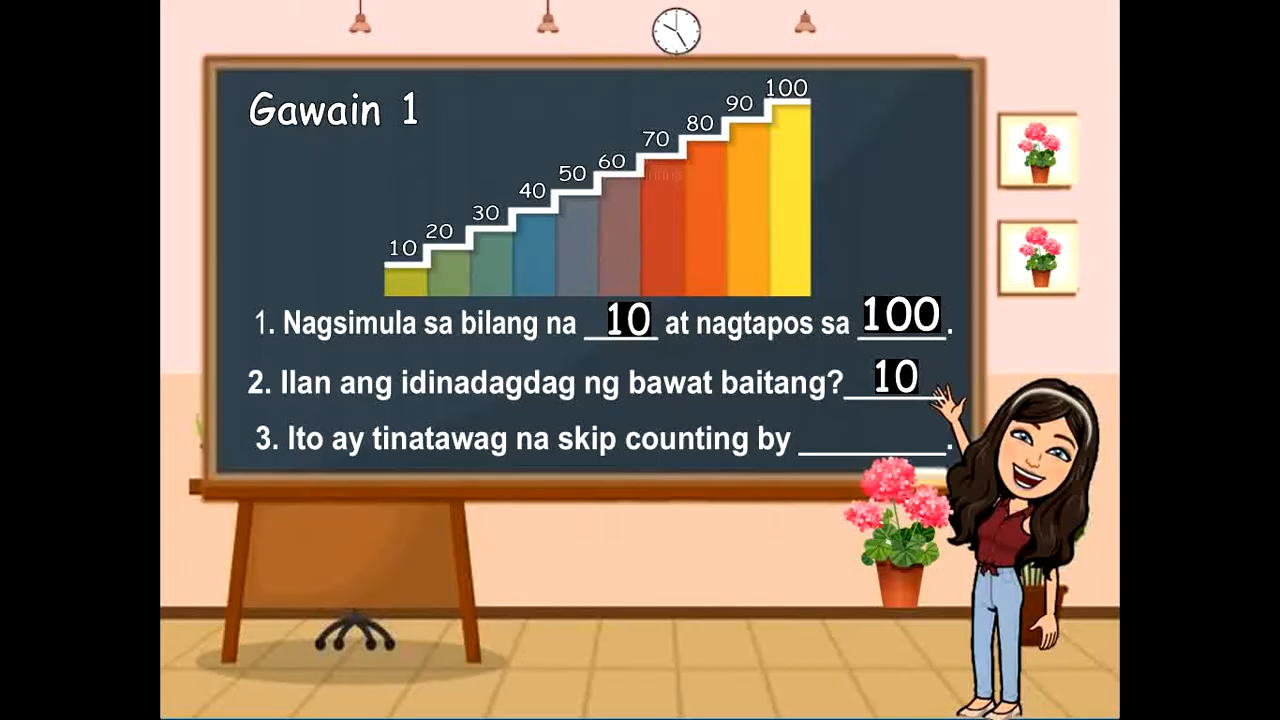 Gawain 1
10 20 30 40 50 60 70 80 90 100
1. Nagsimula sa bilang na 10 at nagtapos sa 100.
2. Ilan ang idinadagdag ng bawat baitang? 10
3. Ito ay tinatawag na skip counting by ________.